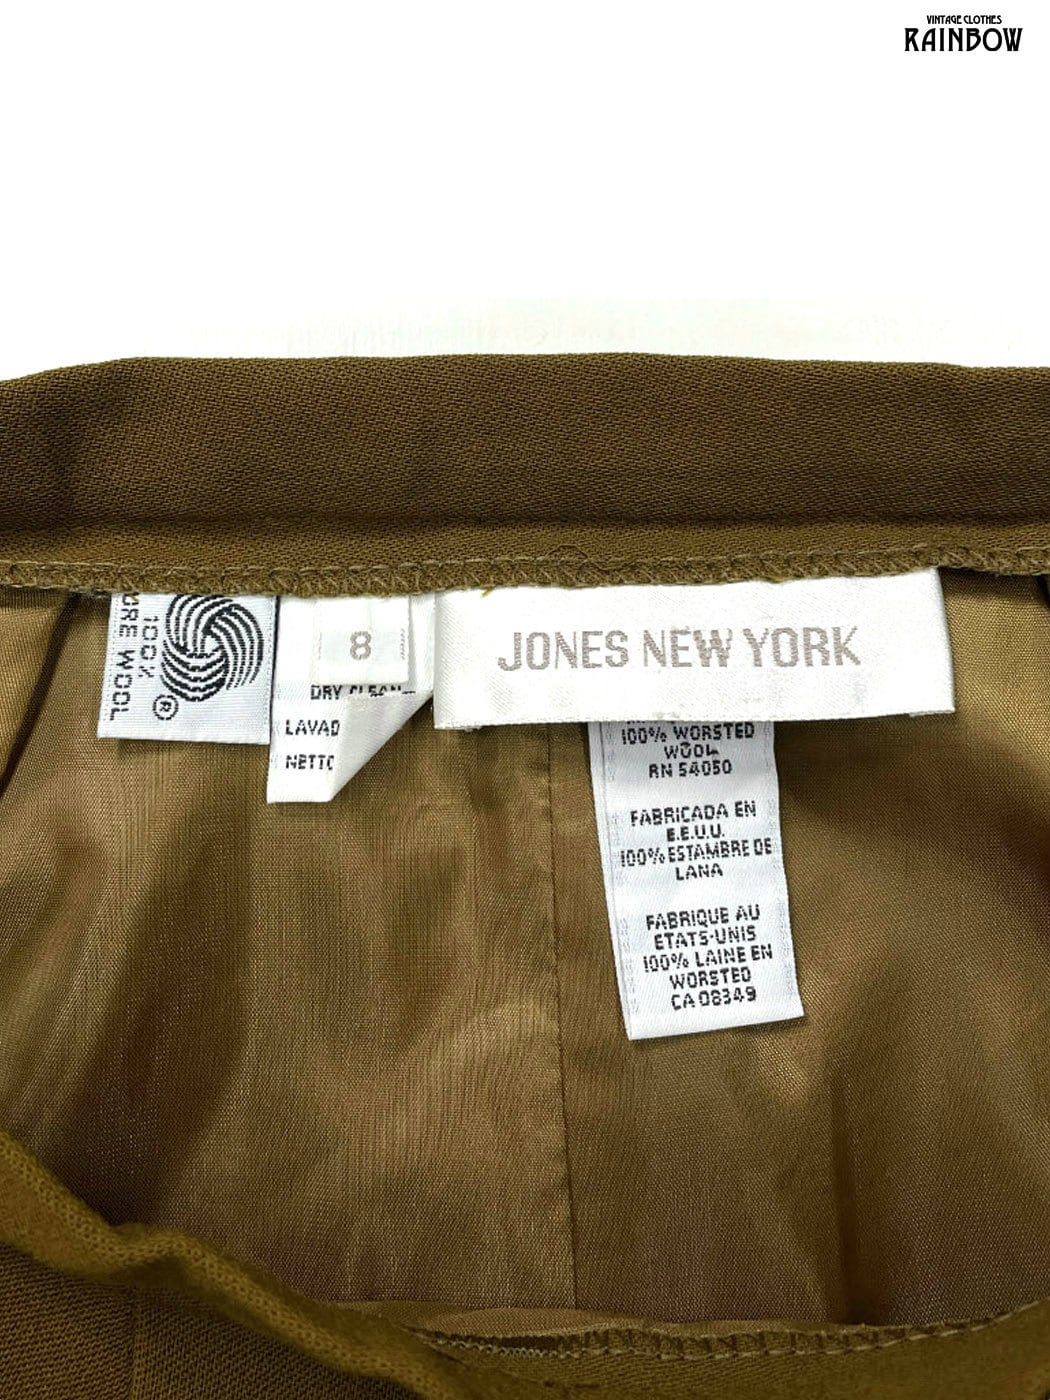 VINTAGE CLOTHES
RAINBOW
PURE WOOL
100%
®
8
DRY CLEAN
LAVAD
NETTO
JONES NEW YORK
100% WORSTED
WOOL
RN 54050
FABRICADA EN
E.E.U.U.
100% ESTAMBRE DE
LANA
FABRIQUE AU
ETATS-UNIS
100% LAINE EN
WORSTED
CA 08349